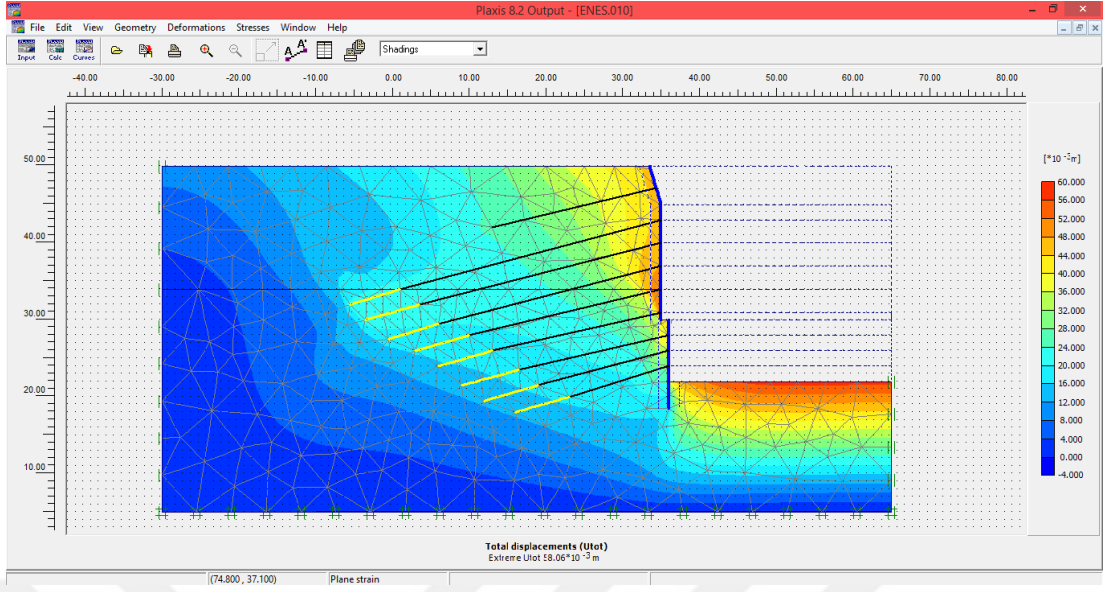 Plaxis 8.2 Output - [ENES.010]
File Edit View Geometry Deformations Stresses Window Help
Input Calc Curves Shadings
-40.00 -30.00 -20.00 -10.00 0.00 10.00 20.00 30.00 40.00 50.00 60.00 70.00 80.00
50.00
40.00
30.00
20.00
10.00
[*10 -3m]
60.000
56.000
52.000
48.000
44.000
40.000
36.000
32.000
28.000
24.000
20.000
16.000
12.000
8.000
4.000
0.000
-4.000
Total displacements (Utot)
Extreme Utot 58.06*10 -3 m
(74.800 , 37.100) Plane strain